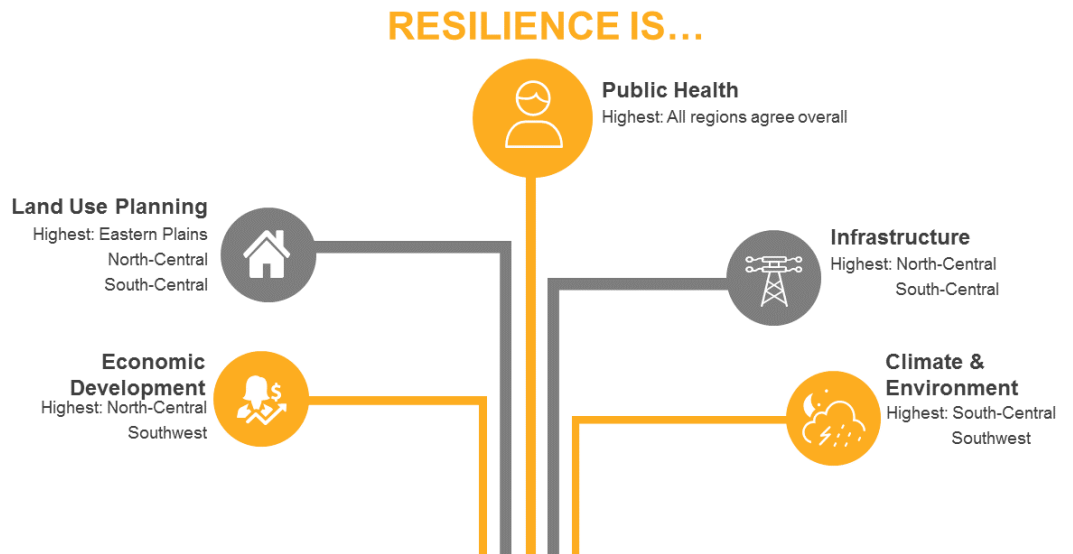 RESILIENCE IS…
Public Health
Highest: All regions agree overall
Land Use Planning
Highest: Eastern Plains
North-Central
South-Central
Infrastructure
Highest: North-Central
South-Central
Economic
Development
Highest: North-Central
Southwest
$
Climate &
Environment
Highest: South-Central
Southwest